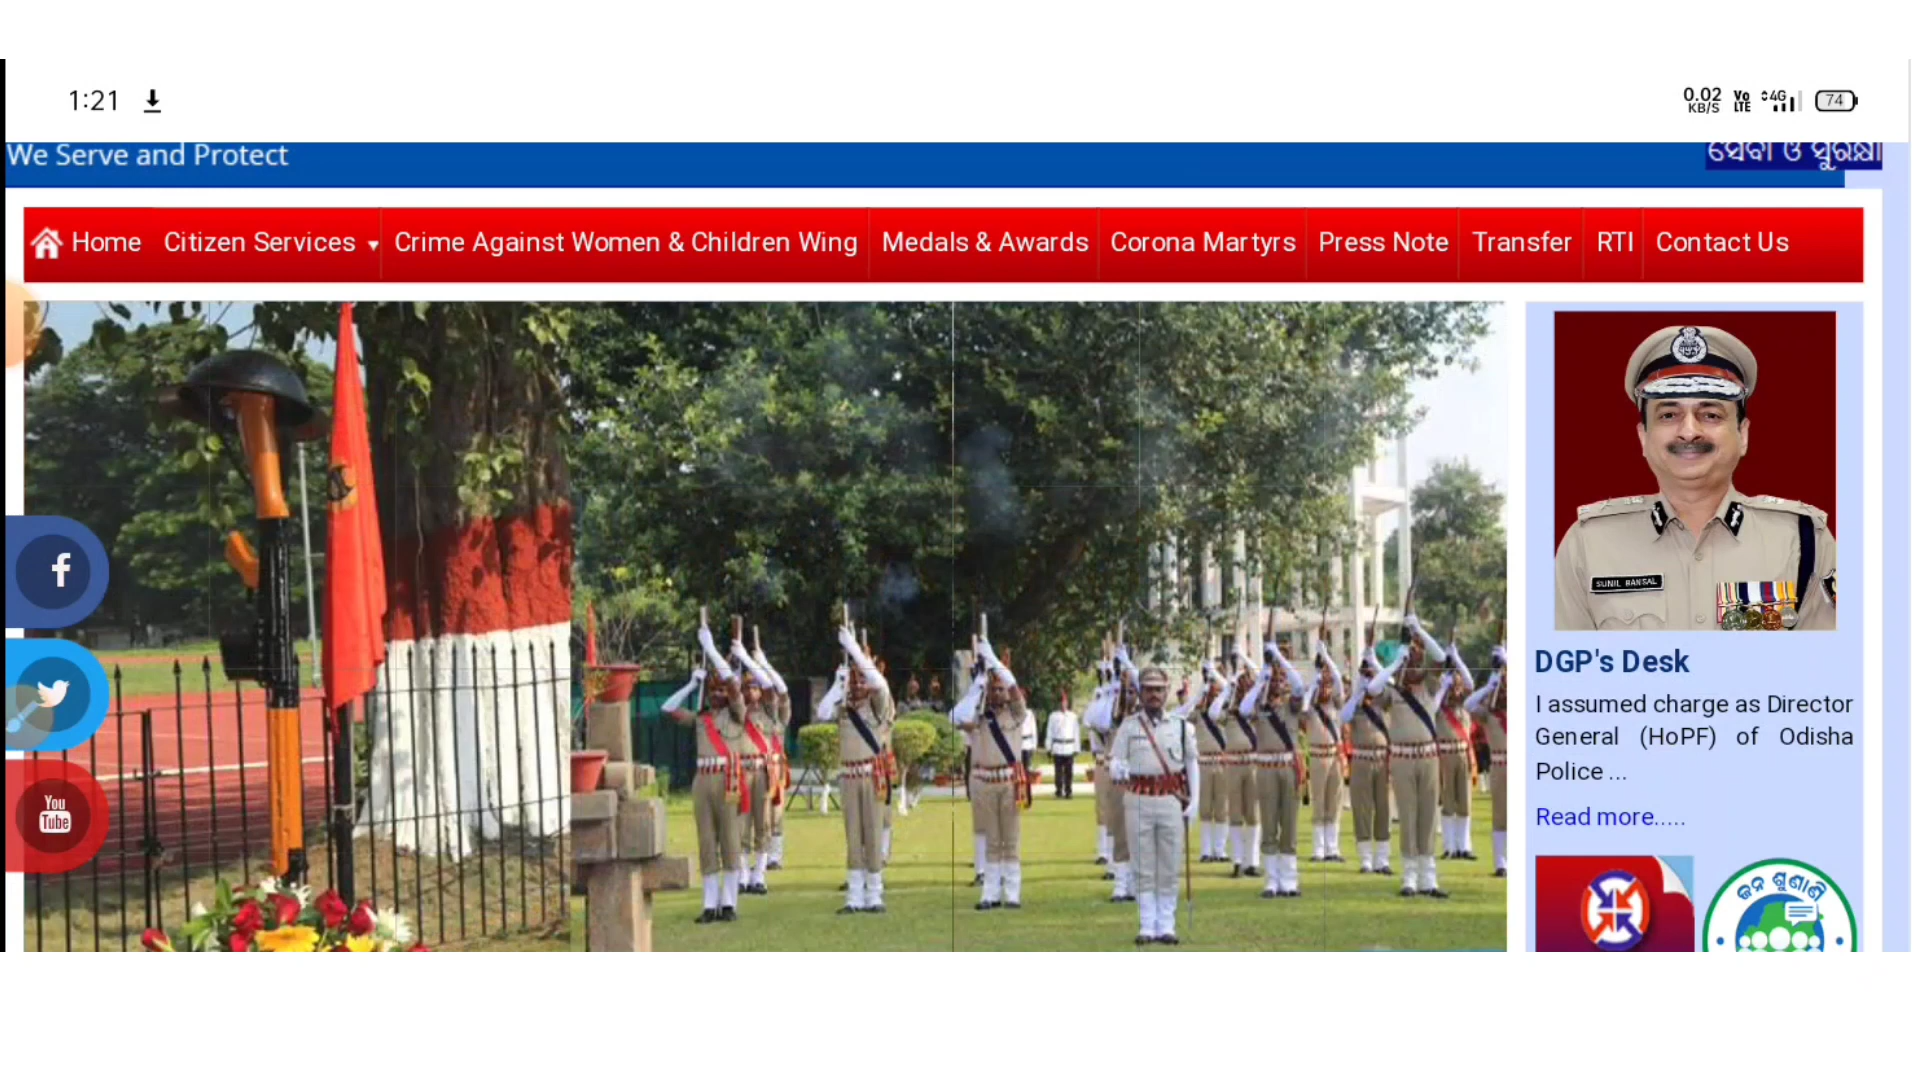 1:21
0.02
KB/S
Vo
LTE
4G
74
We Serve and Protect
ସେବା ଓ ସୁରକ୍ଷା
Home Citizen Services Crime Against Women & Children Wing Medals & Awards Corona Martyrs Press Note Transfer RTI Contact Us
SUNIL BANSAL
DGP's Desk
I assumed charge as Director
General (HoPF) of Odisha
Police ...
Read more.....
You
Tube
ଜନ ଶୁଣାଣି